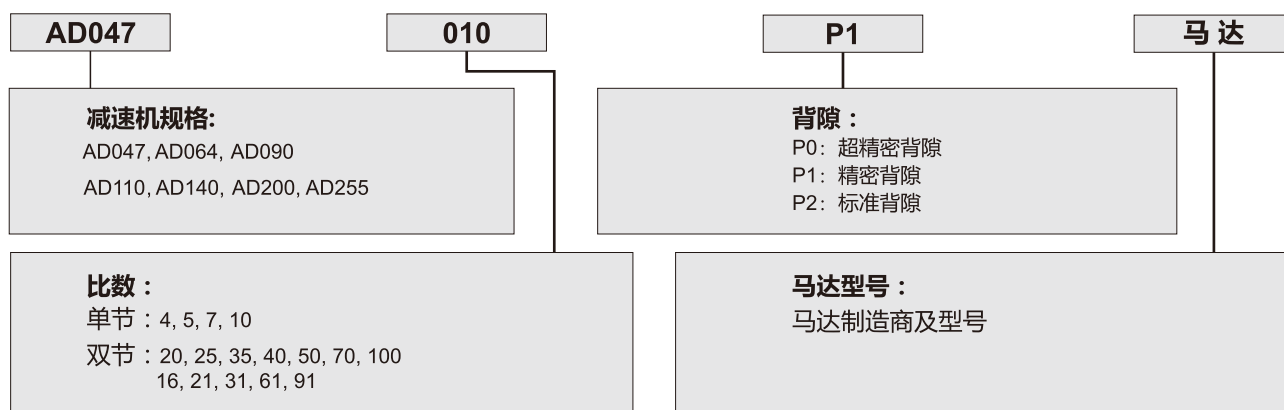 AD047
010
P1
马达
减速机规格:
AD047, AD064, AD090
AD110, AD140, AD200, AD255
背隙：
P0: 超精密背隙
P1: 精密背隙
P2: 标准背隙
比数：
单节：4, 5, 7, 10
双节：20, 25, 35, 40, 50, 70, 100
16, 21, 31, 61, 91
马达型号：
马达制造商及型号